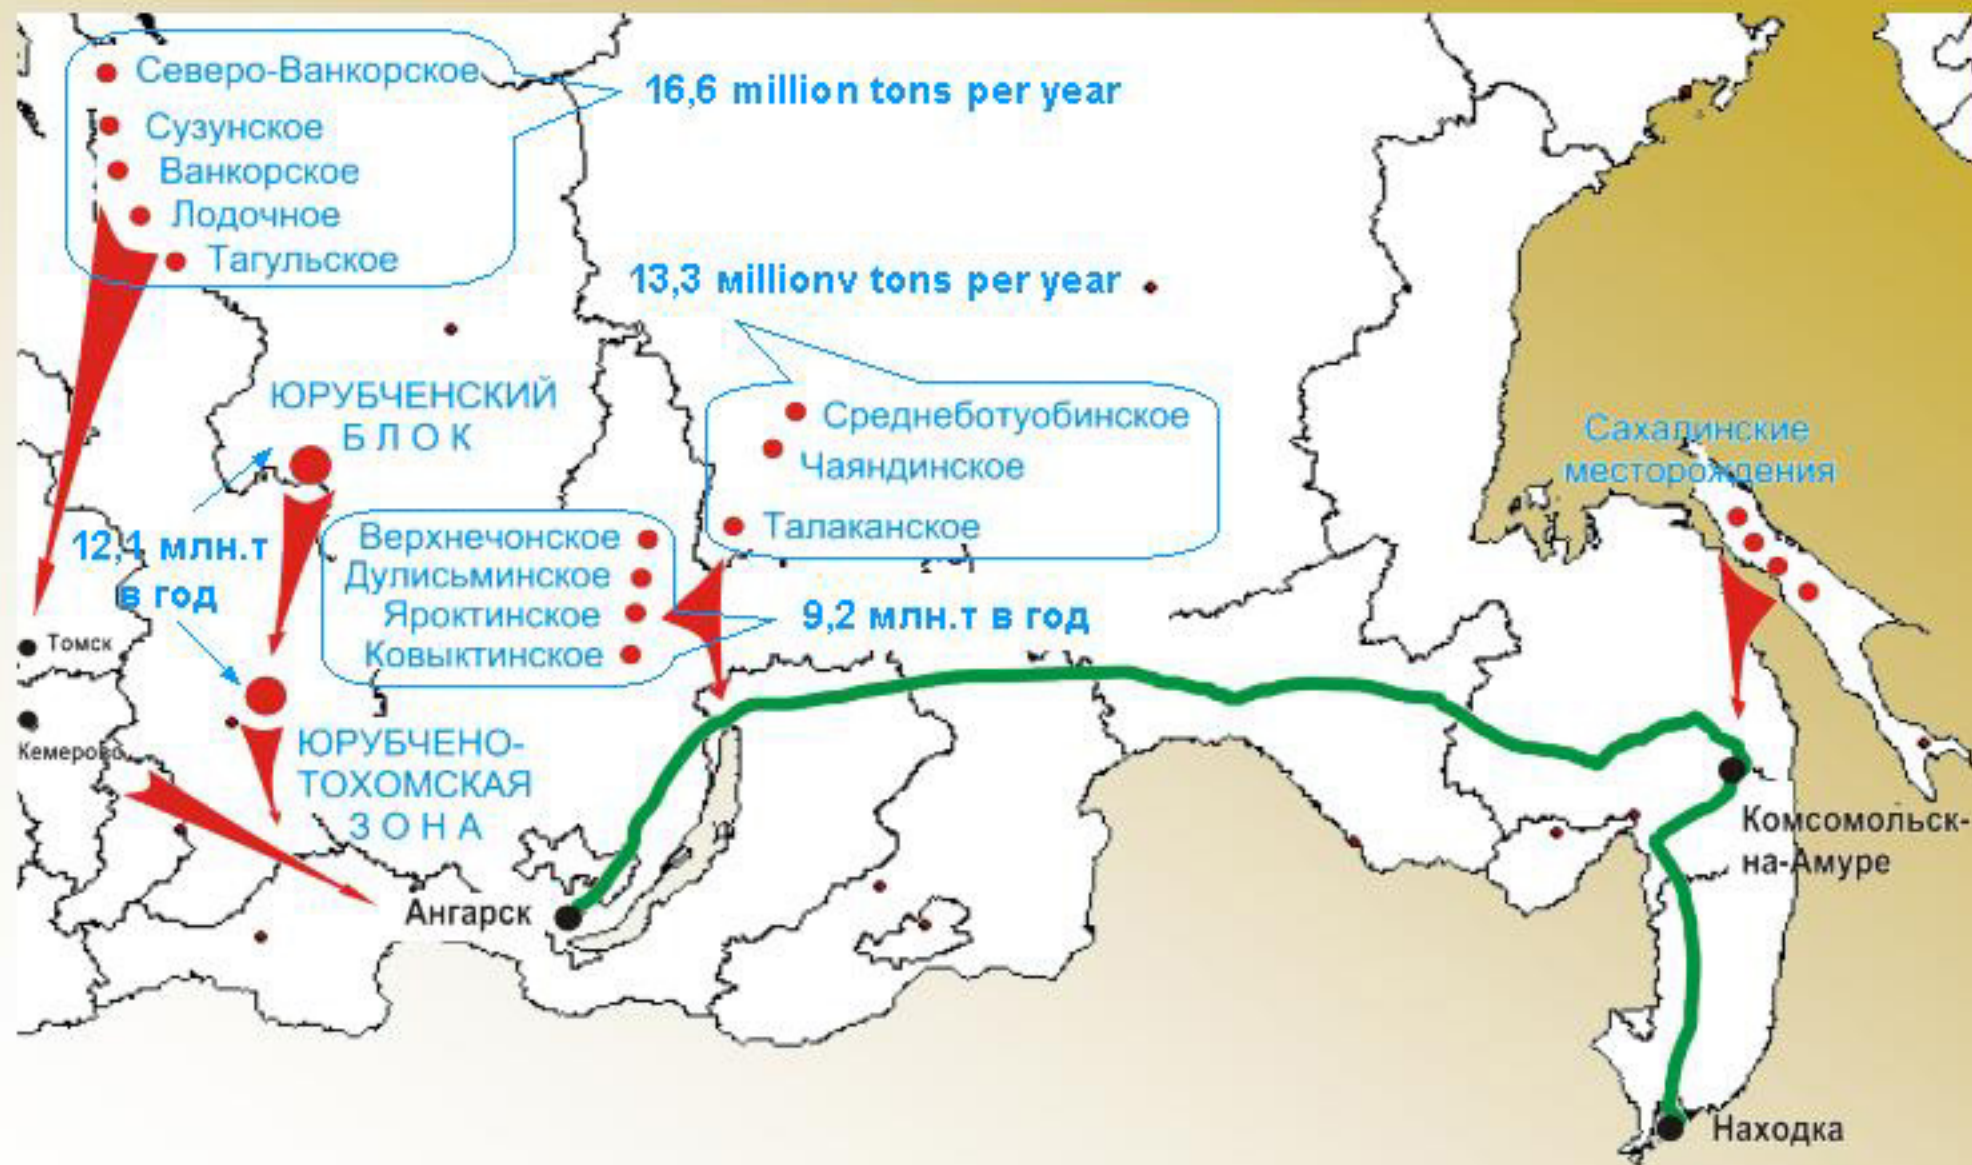 Северо-Ванкорское
16,6 million tons per year
Сузунское
Ванкорское
Лодочное
Тагульское
13,3 миllionv tons per year
ЮРУБЧЕНСКИЙ
БЛОК
Среднеботуобинское
Чаяндинское
Талаканское
Сахалинские
месторождения
12,1 млн.т
в год
Верхнечонское
Дулисьминское
Яроктинское
Ковыктинское
9,2 млн.т в год
Томск
Кемерово
ЮРУБЧЕНО-
ТОХОМСКАЯ
ЗОНА
Ангарск
Комсомольск-
на-Амуре
Находка